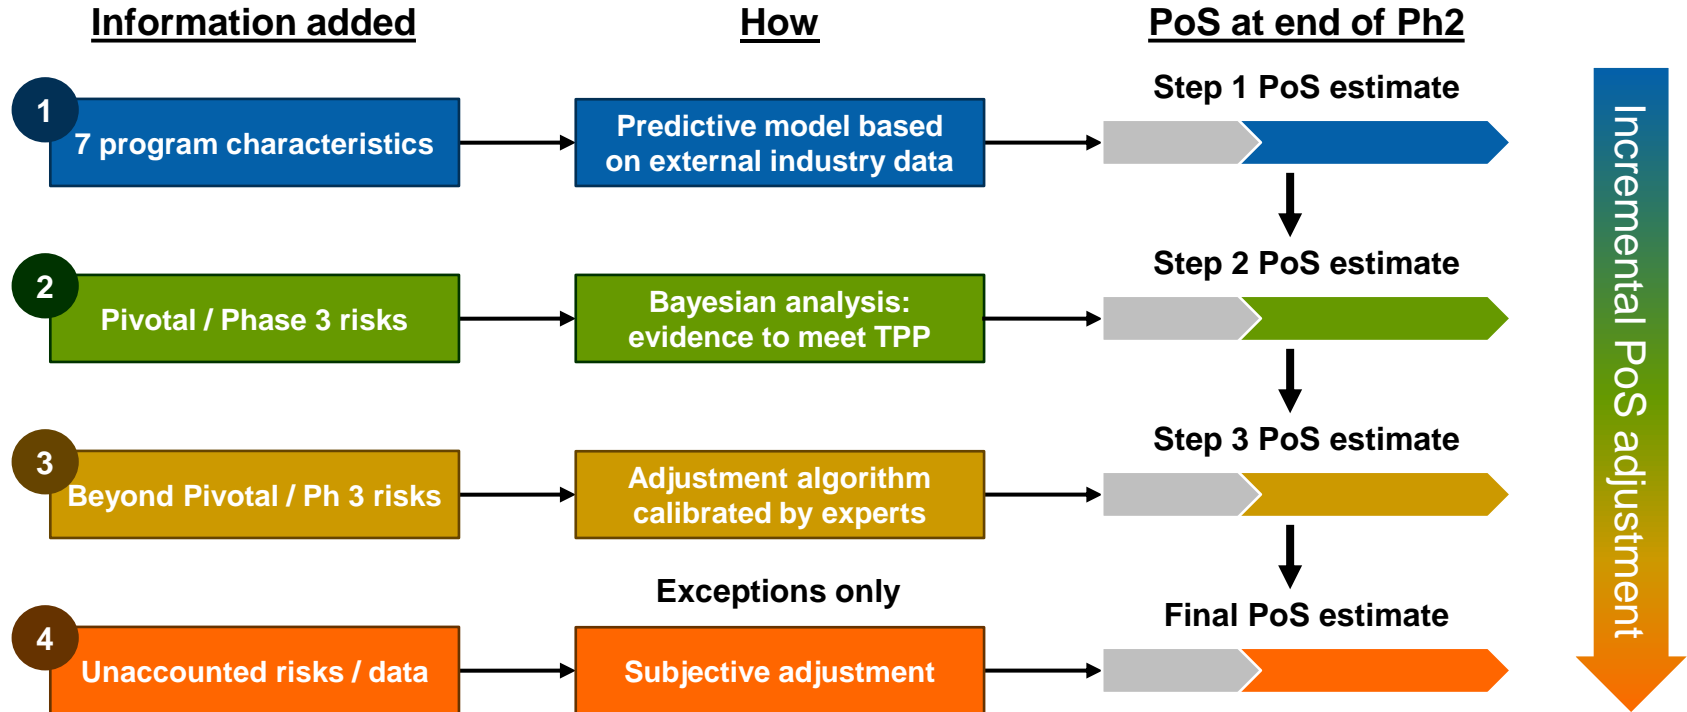 Information added
How
PoS at end of Ph2
1
7 program characteristics
Predictive model based
on external industry data
Step 1 PoS estimate
2
Pivotal / Phase 3 risks
Bayesian analysis:
evidence to meet TPP
Step 2 PoS estimate
3
Beyond Pivotal / Ph 3 risks
Adjustment algorithm
calibrated by experts
Step 3 PoS estimate
4
Unaccounted risks / data
Exceptions only
Subjective adjustment
Final PoS estimate
Incremental PoS adjustment